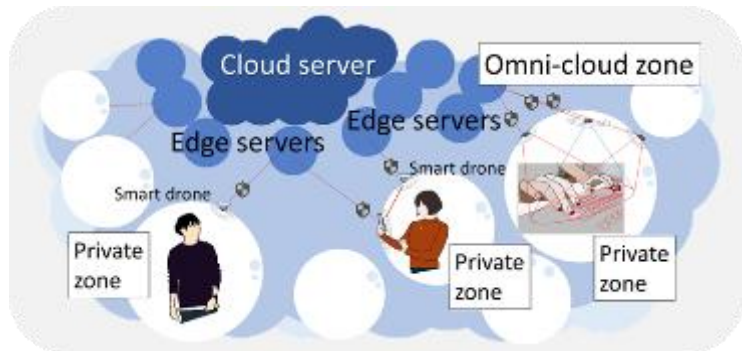 Cloud server
Omni-cloud zone
Edge servers
Edge servers
Smart drone
Smart drone
Private
zone
Private
zone
Private
zone